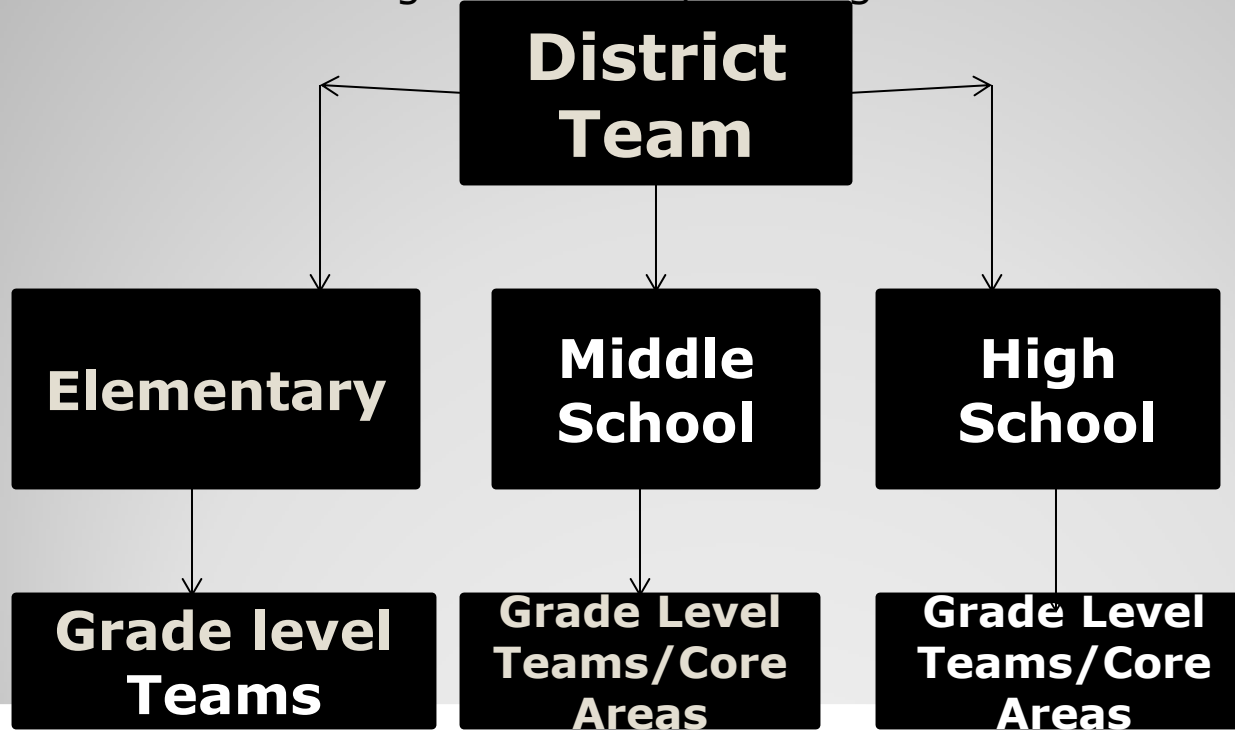 District
Team
Elementary
Middle
School
High
School
Grade level
Teams
Grade Level
Teams/Core
Areas
Grade Level
Teams/Core
Areas